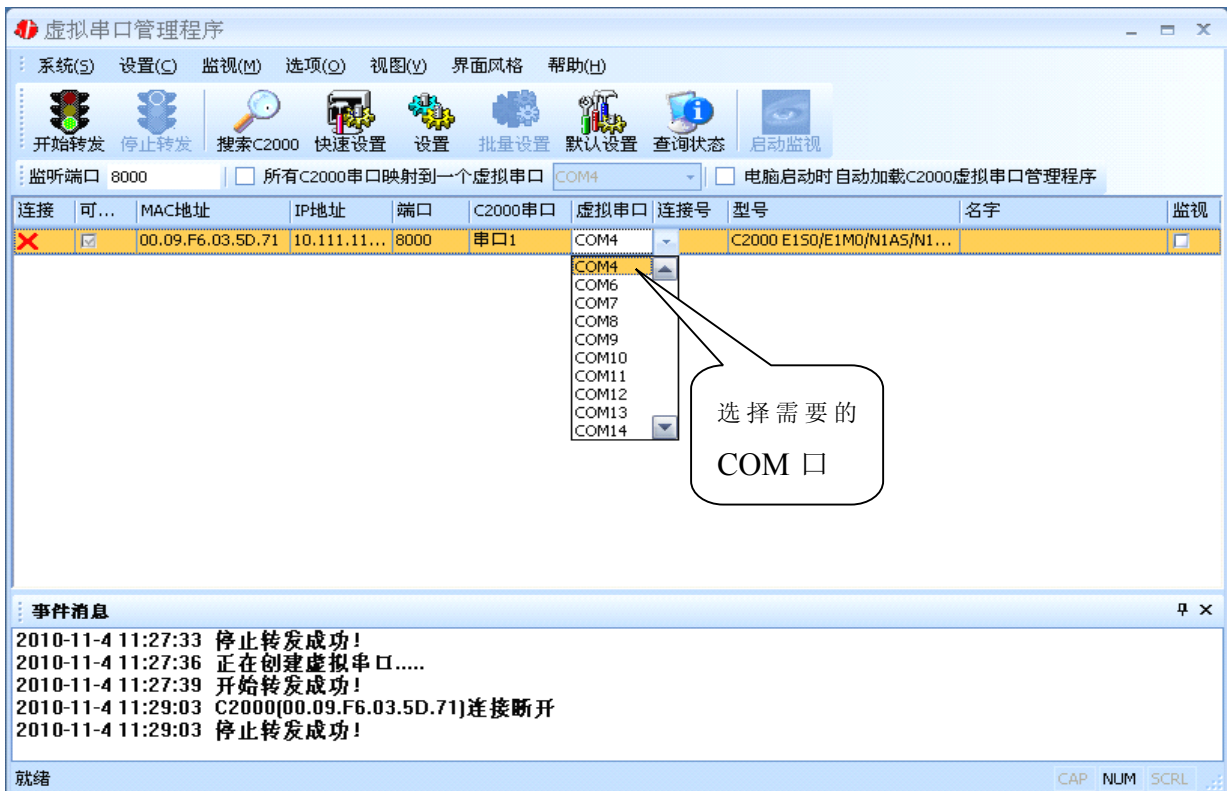 虚拟串口管理程序
系统(S) 设置(C) 监视(M) 选项(O) 视图(V) 界面风格 帮助(H)
开始转发 停止转发 搜索C2000 快速设置 设置 批量设置 默认设置 查询状态 启动监视
监听端口 8000 所有C2000串口映射到一个虚拟串口 COM4 电脑启动时自动加载C2000虚拟串口管理程序
连接 可... MAC地址 IP地址 端口 C2000串口 虚拟串口 连接号 型号 名字 监视
00.09.F6.03.5D.71 10.111.11... 8000 串口1 COM4 C2000 E1S0/E1M0/N1AS/N1...
COM4
COM6
COM7
COM8
COM9
COM10
COM11
COM12
COM13
COM14
选择需要的
COM 口
事件消息
2010-11-4 11:27:33 停止转发成功!
2010-11-4 11:27:36 正在创建虚拟串口.....
2010-11-4 11:27:39 开始转发成功!
2010-11-4 11:29:03 C2000(00.09.F6.03.5D.71)连接断开
2010-11-4 11:29:03 停止转发成功!
就绪 CAP NUM SCRL